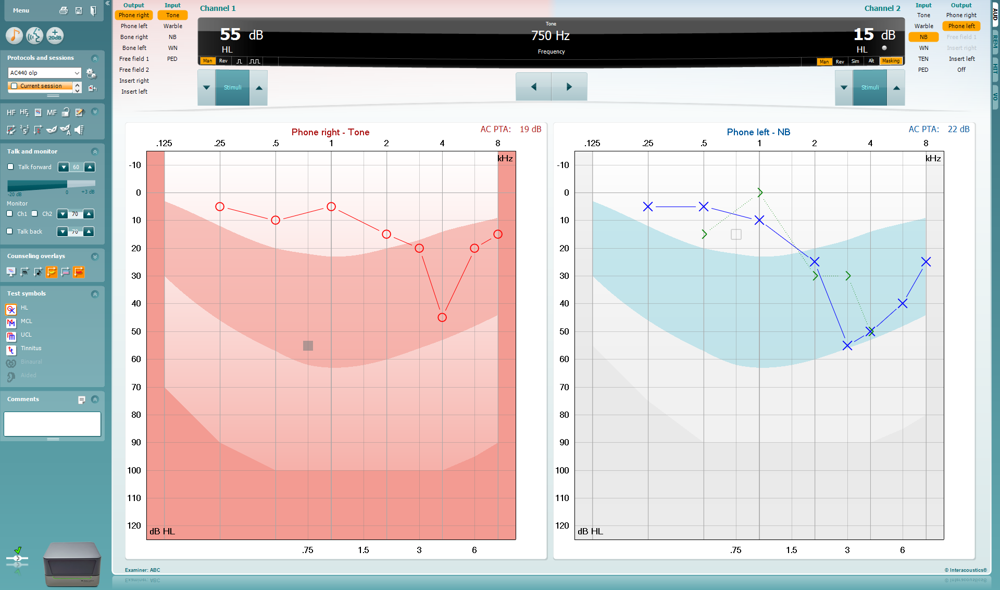 Menu
+
20dB
Protocols and sessions
AC440 olp
Current session
HF HFz MF
2-1
5
A
Talk and monitor
Talk forward 60
-20 dB 0 +3 dB
Monitor
Ch1 Ch2 70
Talk back 70
Counseling overlays
m
Test symbols
HL
MCL
UCL
Tinnitus
Binaural
Aided
Comments
Output
Phone right
Phone left
Bone right
Bone left
Free field 1
Free field 2
Insert right
Insert left
Input
Tone
Warble
NB
WN
PED
Channel 1
55 dB
HL
Man Rev
Stimuli
Tone
750 Hz
Frequency
Channel 2
15 dB
HL
Man Rev Sim Alt Masking
Stimuli
Input
Tone
Warble
NB
WN
TEN
PED
Output
Phone right
Phone left
Free field 1
Insert right
Insert left
Off
AUD
REM
HIT
VO
Phone right - Tone
AC PTA: 19 dB
.125 .25 .5 1 2 4 8
kHz
-10
0
10
20
30
40
50
60
70
80
90
100
110
120
dB HL
.75 1.5 3 6
Phone left - NB
AC PTA: 22 dB
.125 .25 .5 1 2 4 8
kHz
-10
0
10
20
30
40
50
60
70
80
90
100
110
120
dB HL
.75 1.5 3 6
Examiner: ABC
© Interacoustics®